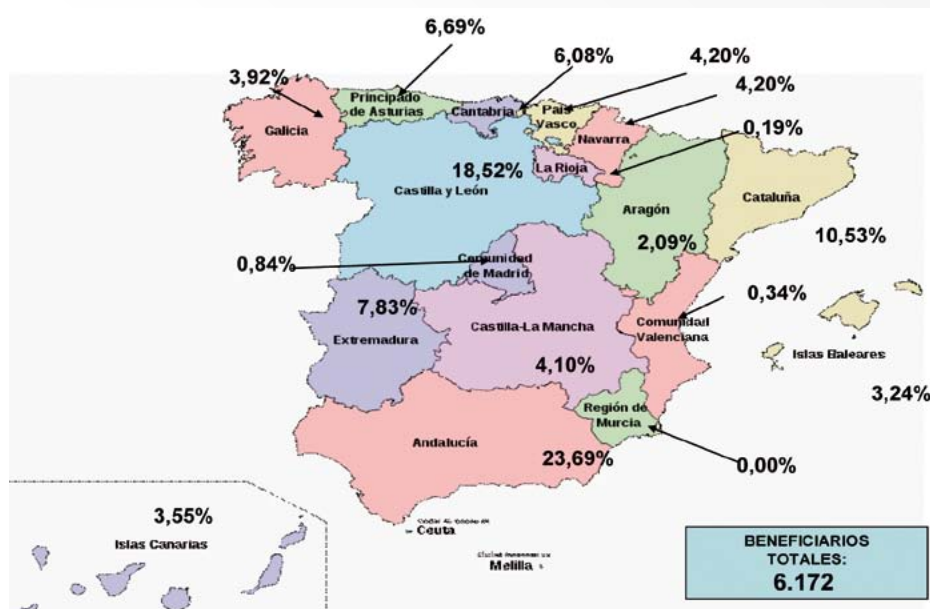 6,69%
6,08%
4,20%
3,92%
4,20%
Principado
de Asturias
Cantabria
País
Vasco
Galicia
Navarra
0,19%
La Rioja
18,52%
Castilla y León
Cataluña
Aragón
10,53%
2,09%
0,84%
Comunidad
de Madrid
0,34%
7,83%
Castilla-La Mancha
Comunidad
Valenciana
Extremadura
Islas Baleares
4,10%
3,24%
Región de
Murcia
Andalucía
23,69%
0,00%
3,55%
Islas Canarias
Ceuta
Melilla
BENEFICIARIOS
TOTALES:
6.172